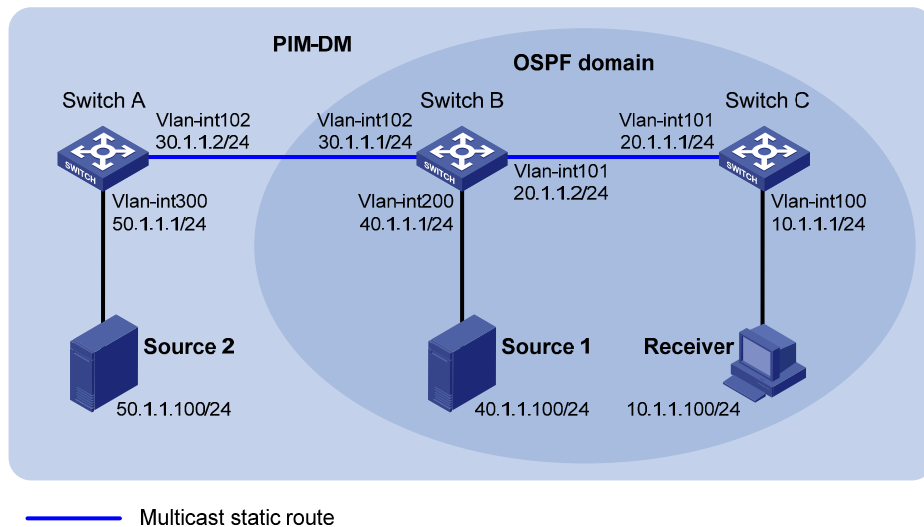 PIM-DM
OSPF domain
Switch A
Switch B
Switch C
Vlan-int102
30.1.1.2/24
Vlan-int102
30.1.1.1/24
Vlan-int101
20.1.1.1/24
SWITCH
SWITCH
SWITCH
Vlan-int101
20.1.1.2/24
Vlan-int300
50.1.1.1/24
Vlan-int200
40.1.1.1/24
Vlan-int100
10.1.1.1/24
Source 2
Source 1
Receiver
50.1.1.100/24
40.1.1.100/24
10.1.1.100/24
Multicast static route